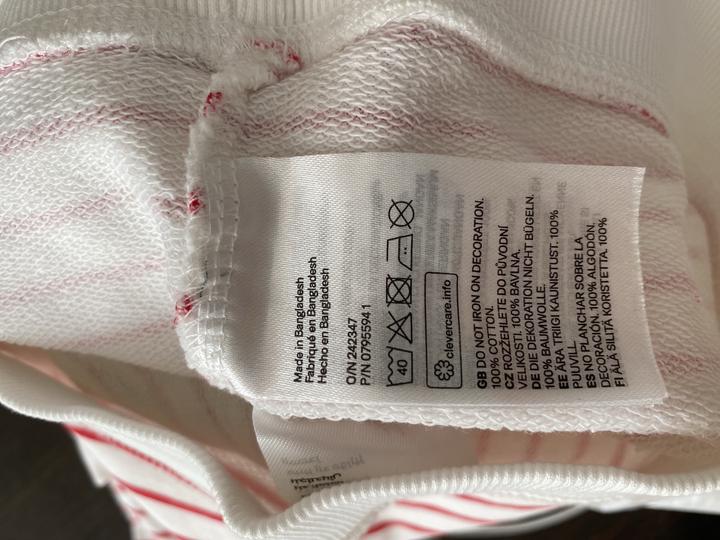 Made in Bangladesh
Fabriqué en Bangladesh
Hecho en Bangladesh
O/N 242347
P/N 0795594 1
40
clevercare.info
GB DO NOT IRON ON DECORATION.
100% COTTON.
CZ ROZŽEHLETE DO PŮVODNÍ
VELIKOSTI. 100% BAVLNA.
DE DIE DEKORATION NICHT BÜGELN.
100% BAUMWOLLE.
EE ÄRA TRIIGI KAUNISTUST. 100%
PUUVILL.
ES NO PLANCHAR SOBRE LA
DECORACIÓN. 100% ALGODÓN.
FI ÄLÄ SILITÄ KORISTETTA. 100%